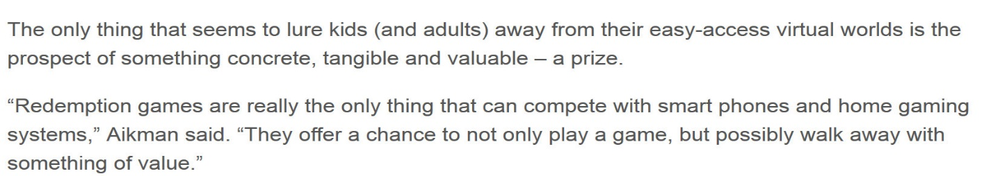 The only thing that seems to lure kids (and adults) away from their easy-access virtual worlds is the
prospect of something concrete, tangible and valuable – a prize.
“Redemption games are really the only thing that can compete with smart phones and home gaming
systems,” Aikman said. “They offer a chance to not only play a game, but possibly walk away with
something of value.”